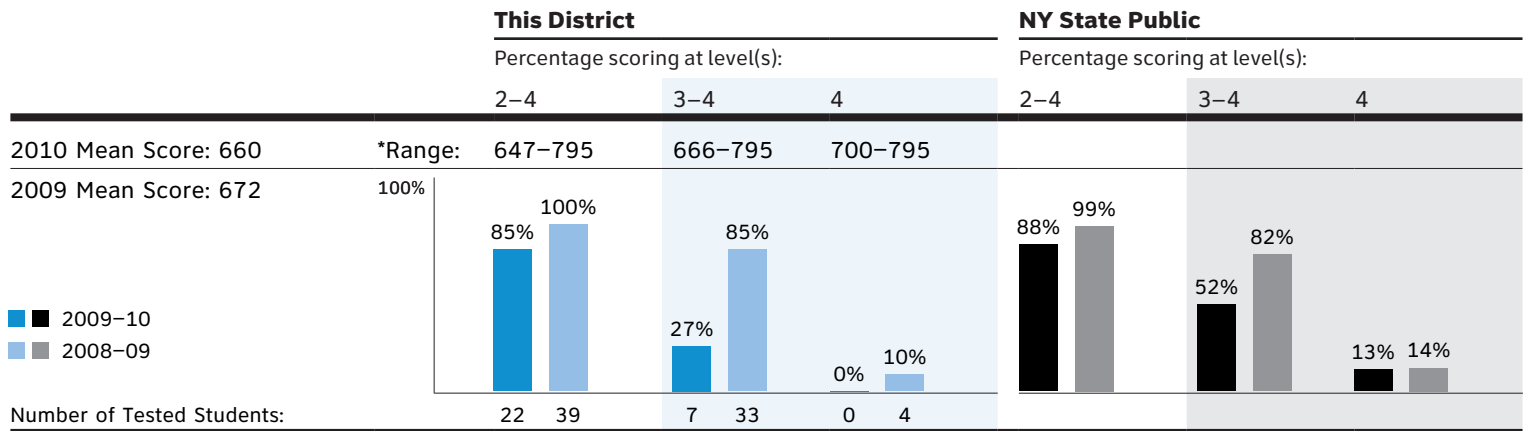 This District NY State Public
Percentage scoring at level(s): Percentage scoring at level(s):
2–4 3–4 4 2–4 3–4 4
2010 Mean Score: 660 *Range: 647–795 666–795 700–795
2009 Mean Score: 672 100%
85% 100% 85% 27% 0% 10% 88% 99% 52% 82% 13% 14%
2009–10
2008–09
Number of Tested Students: 22 39 7 33 0 4